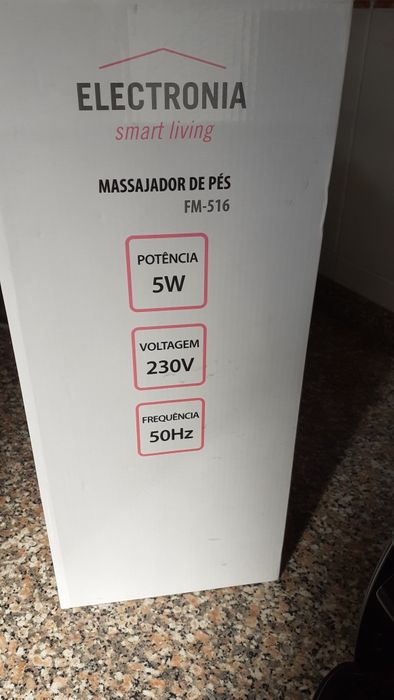 ELECTRONIA
smart living
MASSAJADOR DE PÉS
FM-516
POTÊNCIA
5W
VOLTAGEM
230V
FREQUÊNCIA
50Hz